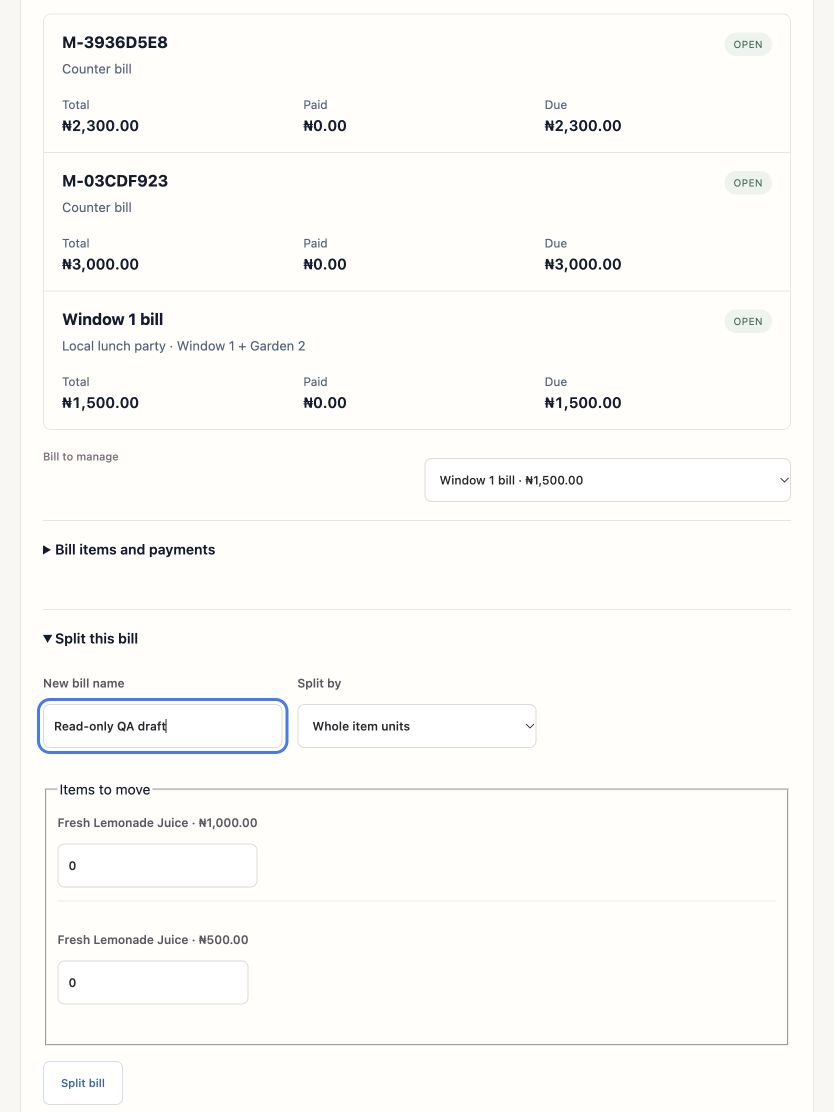 M-3936D5E8 OPEN
Counter bill
Total Paid Due
₦2,300.00 ₦0.00 ₦2,300.00
M-03CDF923 OPEN
Counter bill
Total Paid Due
₦3,000.00 ₦0.00 ₦3,000.00
Window 1 bill OPEN
Local lunch party · Window 1 + Garden 2
Total Paid Due
₦1,500.00 ₦0.00 ₦1,500.00
Bill to manage
Window 1 bill · ₦1,500.00
Bill items and payments
Split this bill
New bill name Split by
Read-only QA draft Whole item units
Items to move
Fresh Lemonade Juice · ₦1,000.00
0
Fresh Lemonade Juice · ₦500.00
0
Split bill